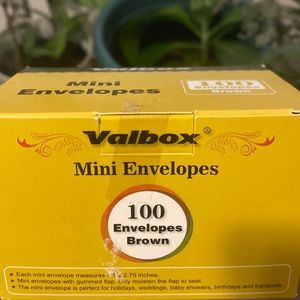 Valbox
Mini
Envelopes
100
Envelopes
Brown
Valbox®
Mini Envelopes
100
Envelopes
Brown
• Each mini envelope measures 2.75 inches.
• Mini envelopes with gummed flap, only moisten the flap to seal.
• The mini envelope is perfect for holidays, weddings, baby showers, birthdays and banquets.